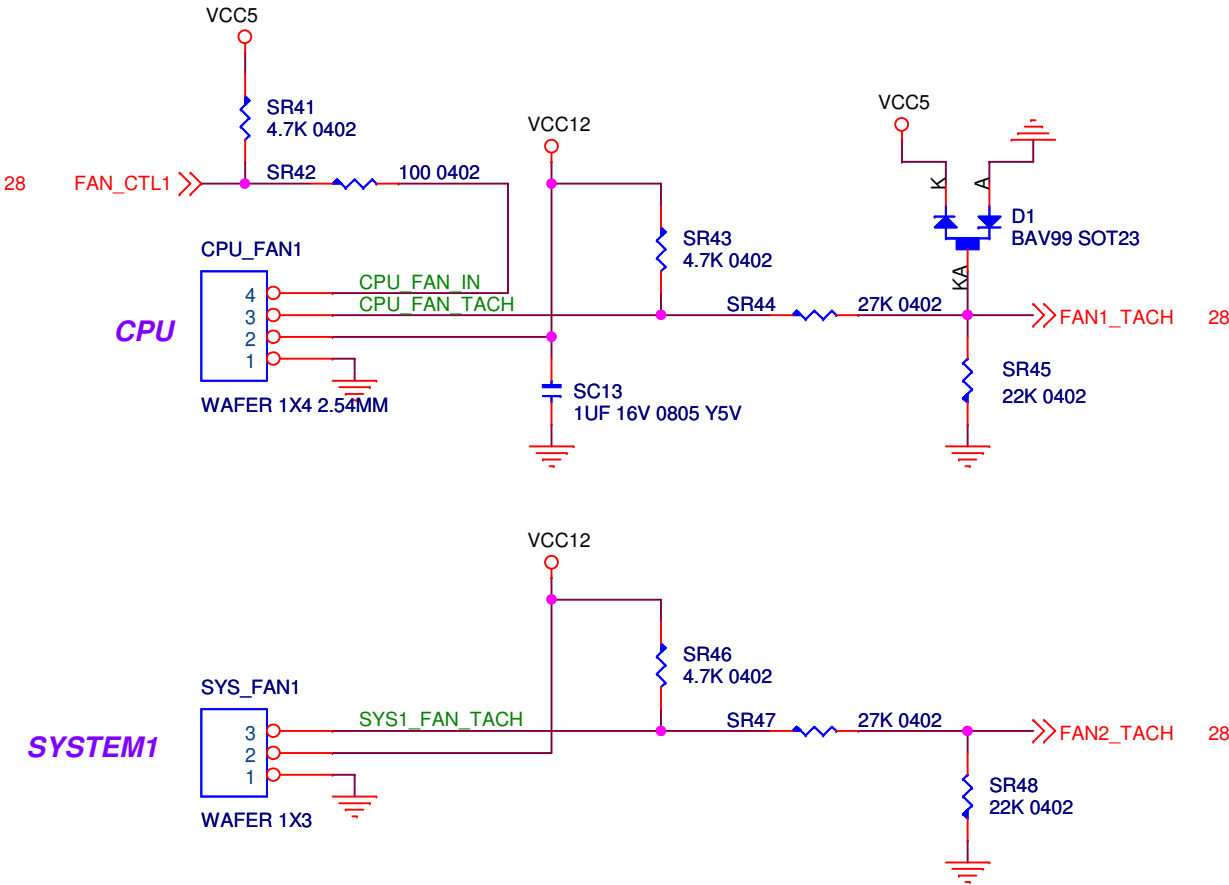 VCC5
SR41
4.7K 0402
28
FAN_CTL1
SR42
100 0402
VCC12
VCC5
K
A
D1
BAV99 SOT23
KA
SR43
4.7K 0402
CPU_FAN1
CPU
4
3
2
1
CPU_FAN_IN
CPU_FAN_TACH
WAFER 1X4 2.54MM
SR44
27K 0402
FAN1_TACH
28
SC13
1UF 16V 0805 Y5V
SR45
22K 0402
VCC12
SR46
4.7K 0402
SYS_FAN1
SYSTEM1
3
2
1
SYS1_FAN_TACH
WAFER 1X3
SR47
27K 0402
FAN2_TACH
28
SR48
22K 0402